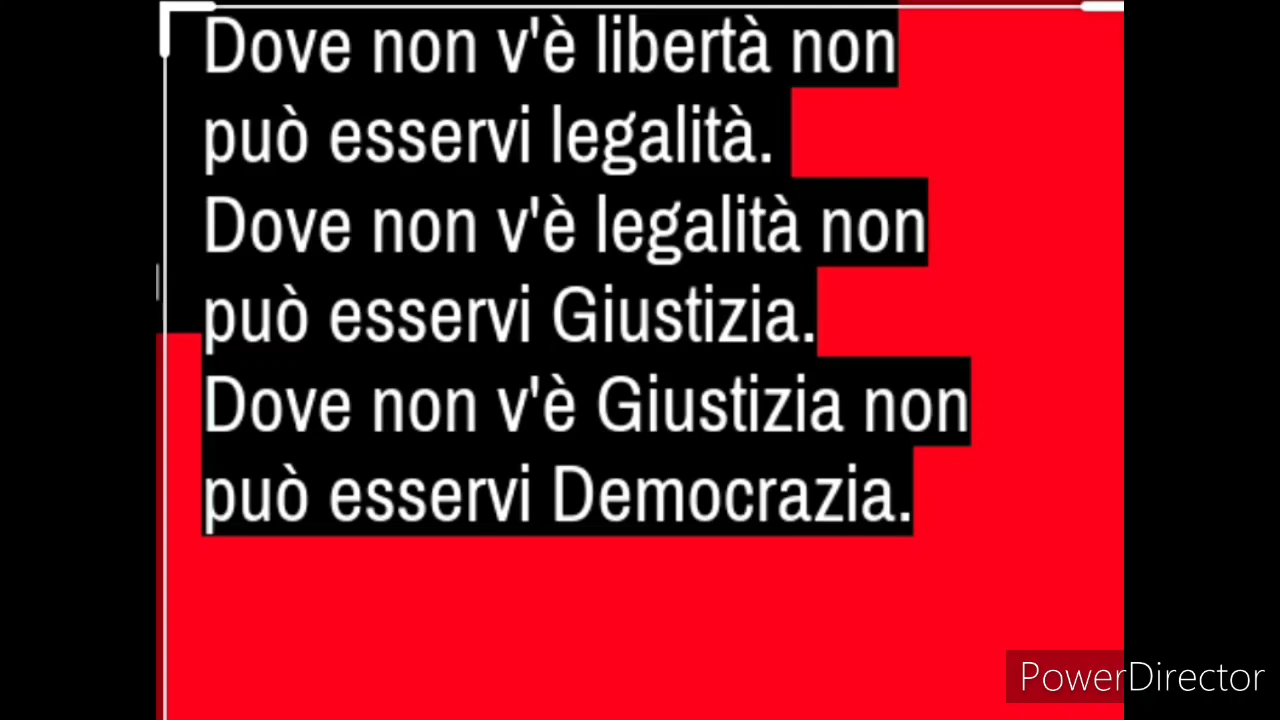 Dove non v'è libertà non
può esservi legalità.
Dove non v'è legalità non
può esservi Giustizia.
Dove non v'è Giustizia non
può esservi Democrazia.
PowerDirector